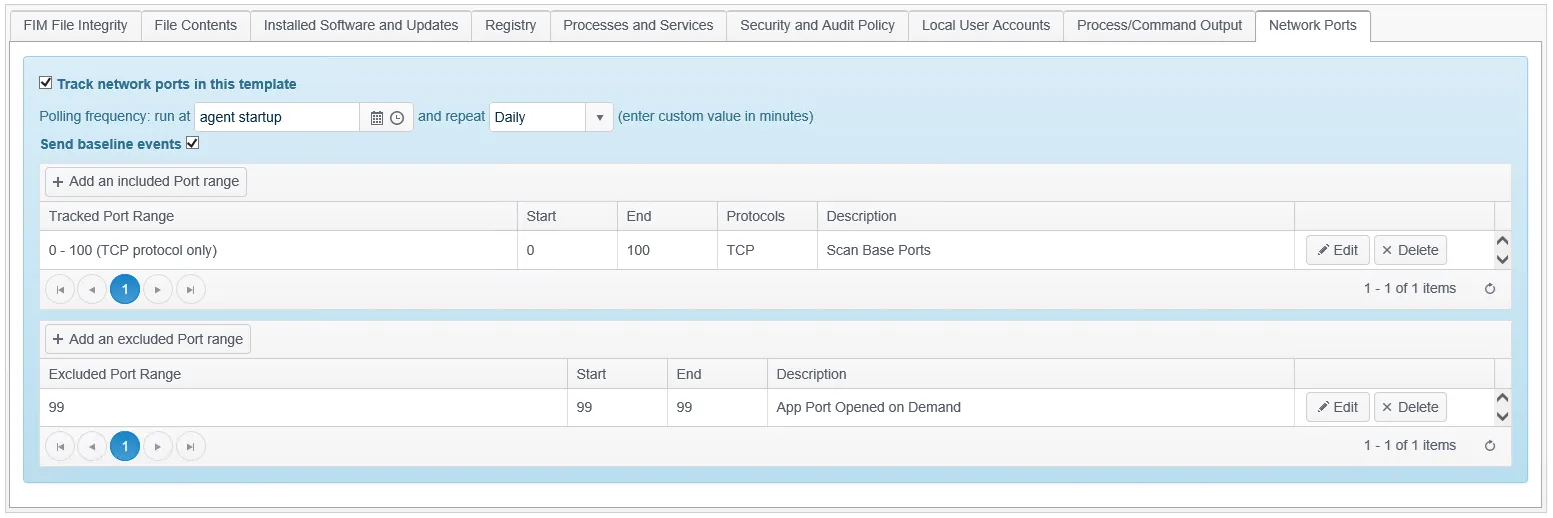 FIM File Integrity File Contents Installed Software and Updates Registry Processes and Services Security and Audit Policy Local User Accounts Process/Command Output Network Ports
Track network ports in this template
Polling frequency: run at agent startup and repeat Daily (enter custom value in minutes)
Send baseline events
+ Add an included Port range
Tracked Port Range Start End Protocols Description
0 - 100 (TCP protocol only) 0 100 TCP Scan Base Ports Edit Delete
1 1 - 1 of 1 items
+ Add an excluded Port range
Excluded Port Range Start End Description
99 99 99 App Port Opened on Demand Edit Delete
1 1 - 1 of 1 items